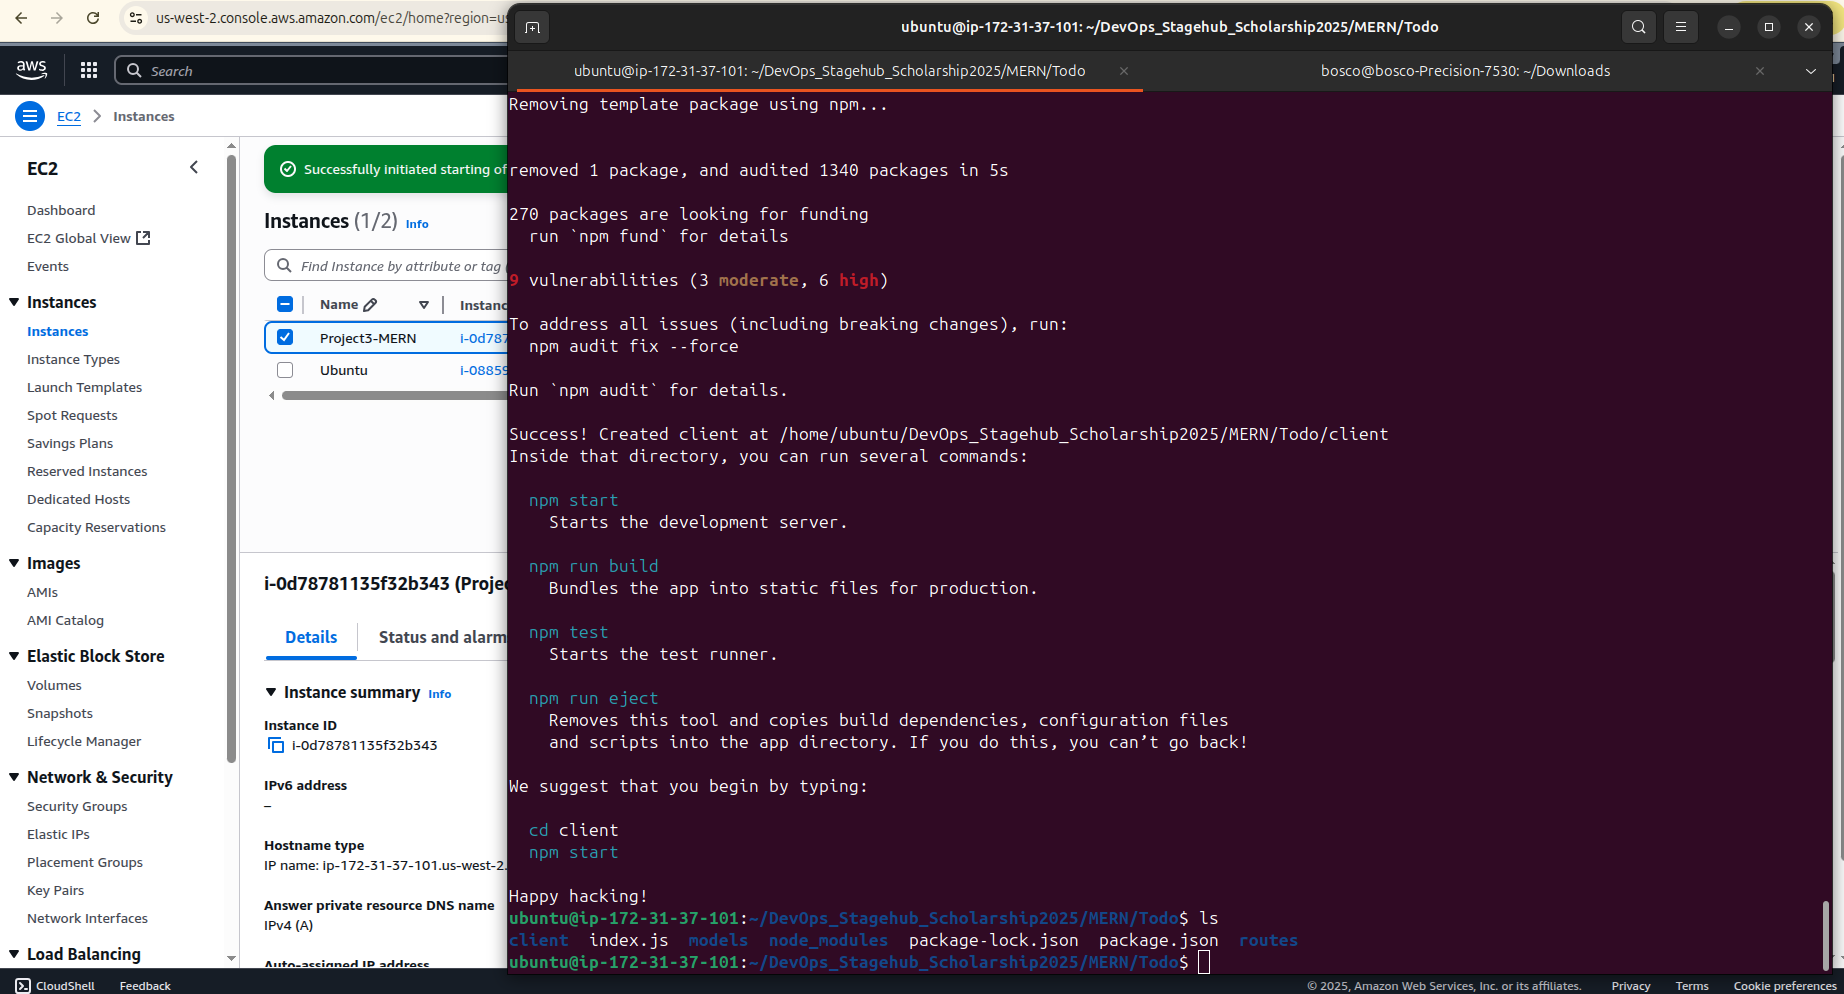 us-west-2.console.aws.amazon.com/ec2/home?region=us
aws
Search
EC2 > Instances
EC2
Dashboard
EC2 Global View
Events
Instances
Instances
Instance Types
Launch Templates
Spot Requests
Savings Plans
Reserved Instances
Dedicated Hosts
Capacity Reservations
Images
AMIs
AMI Catalog
Elastic Block Store
Volumes
Snapshots
Lifecycle Manager
Network & Security
Security Groups
Elastic IPs
Placement Groups
Key Pairs
Network Interfaces
Load Balancing
Successfully initiated starting of
Instances (1/2) Info
Find Instance by attribute or tag (
Name Instanc
Project3-MERN i-0d787
Ubuntu i-08859
i-0d78781135f32b343 (Projec
Details Status and alarm
Instance summary Info
Instance ID
i-0d78781135f32b343
IPv6 address
–
Hostname type
IP name: ip-172-31-37-101.us-west-2.
Answer private resource DNS name
IPv4 (A)
Auto-assigned IP address
ubuntu@ip-172-31-37-101: ~/DevOps_Stagehub_Scholarship2025/MERN/Todo
ubuntu@ip-172-31-37-101: ~/DevOps_Stagehub_Scholarship2025/MERN/Todo
bosco@bosco-Precision-7530: ~/Downloads
Removing template package using npm...
removed 1 package, and audited 1340 packages in 5s
270 packages are looking for funding
run `npm fund` for details
9 vulnerabilities (3 moderate, 6 high)
To address all issues (including breaking changes), run:
npm audit fix --force
Run `npm audit` for details.
Success! Created client at /home/ubuntu/DevOps_Stagehub_Scholarship2025/MERN/Todo/client
Inside that directory, you can run several commands:
npm start
Starts the development server.
npm run build
Bundles the app into static files for production.
npm test
Starts the test runner.
npm run eject
Removes this tool and copies build dependencies, configuration files
and scripts into the app directory. If you do this, you can’t go back!
We suggest that you begin by typing:
cd client
npm start
Happy hacking!
ubuntu@ip-172-31-37-101:~/DevOps_Stagehub_Scholarship2025/MERN/Todo$ ls
client index.js models node_modules package-lock.json package.json routes
ubuntu@ip-172-31-37-101:~/DevOps_Stagehub_Scholarship2025/MERN/Todo$
CloudShell Feedback © 2025, Amazon Web Services, Inc. or its affiliates. Privacy Terms Cookie preferences